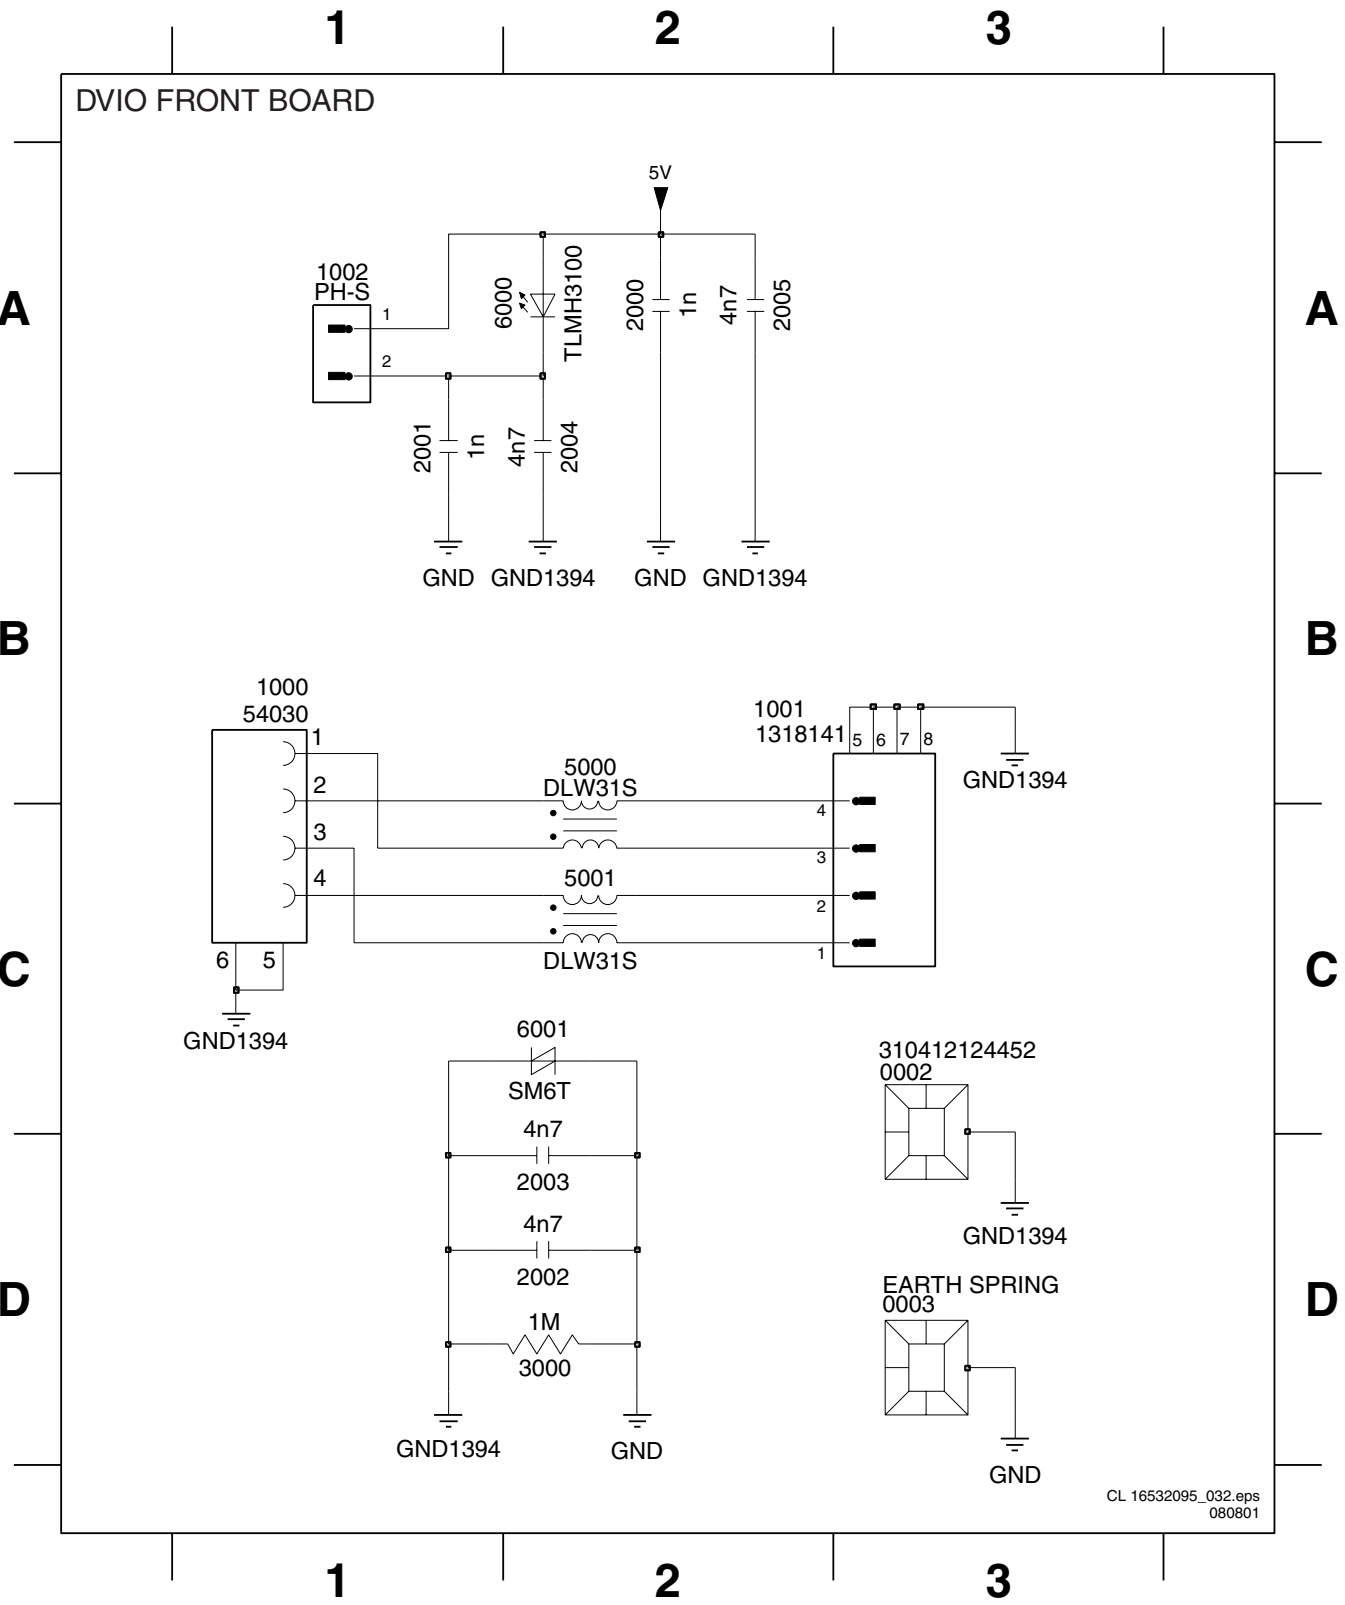 1
2
3
DVIO FRONT BOARD
5V
1002
PH-S
1
2
6000
TLMH3100
2000
1n
4n7
2005
A
A
2001
1n
4n7
2004
GND
GND1394
GND
GND1394
B
B
1000
54030
1
2
3
4
6
5
GND1394
5000
DLW31S
5001
DLW31S
1001
1318141
5
6
7
8
GND1394
4
3
2
1
C
C
6001
SM6T
4n7
2003
4n7
2002
1M
3000
GND1394
GND
310412124452
0002
GND1394
EARTH SPRING
0003
GND
D
D
CL 16532095_032.eps
080801
1
2
3